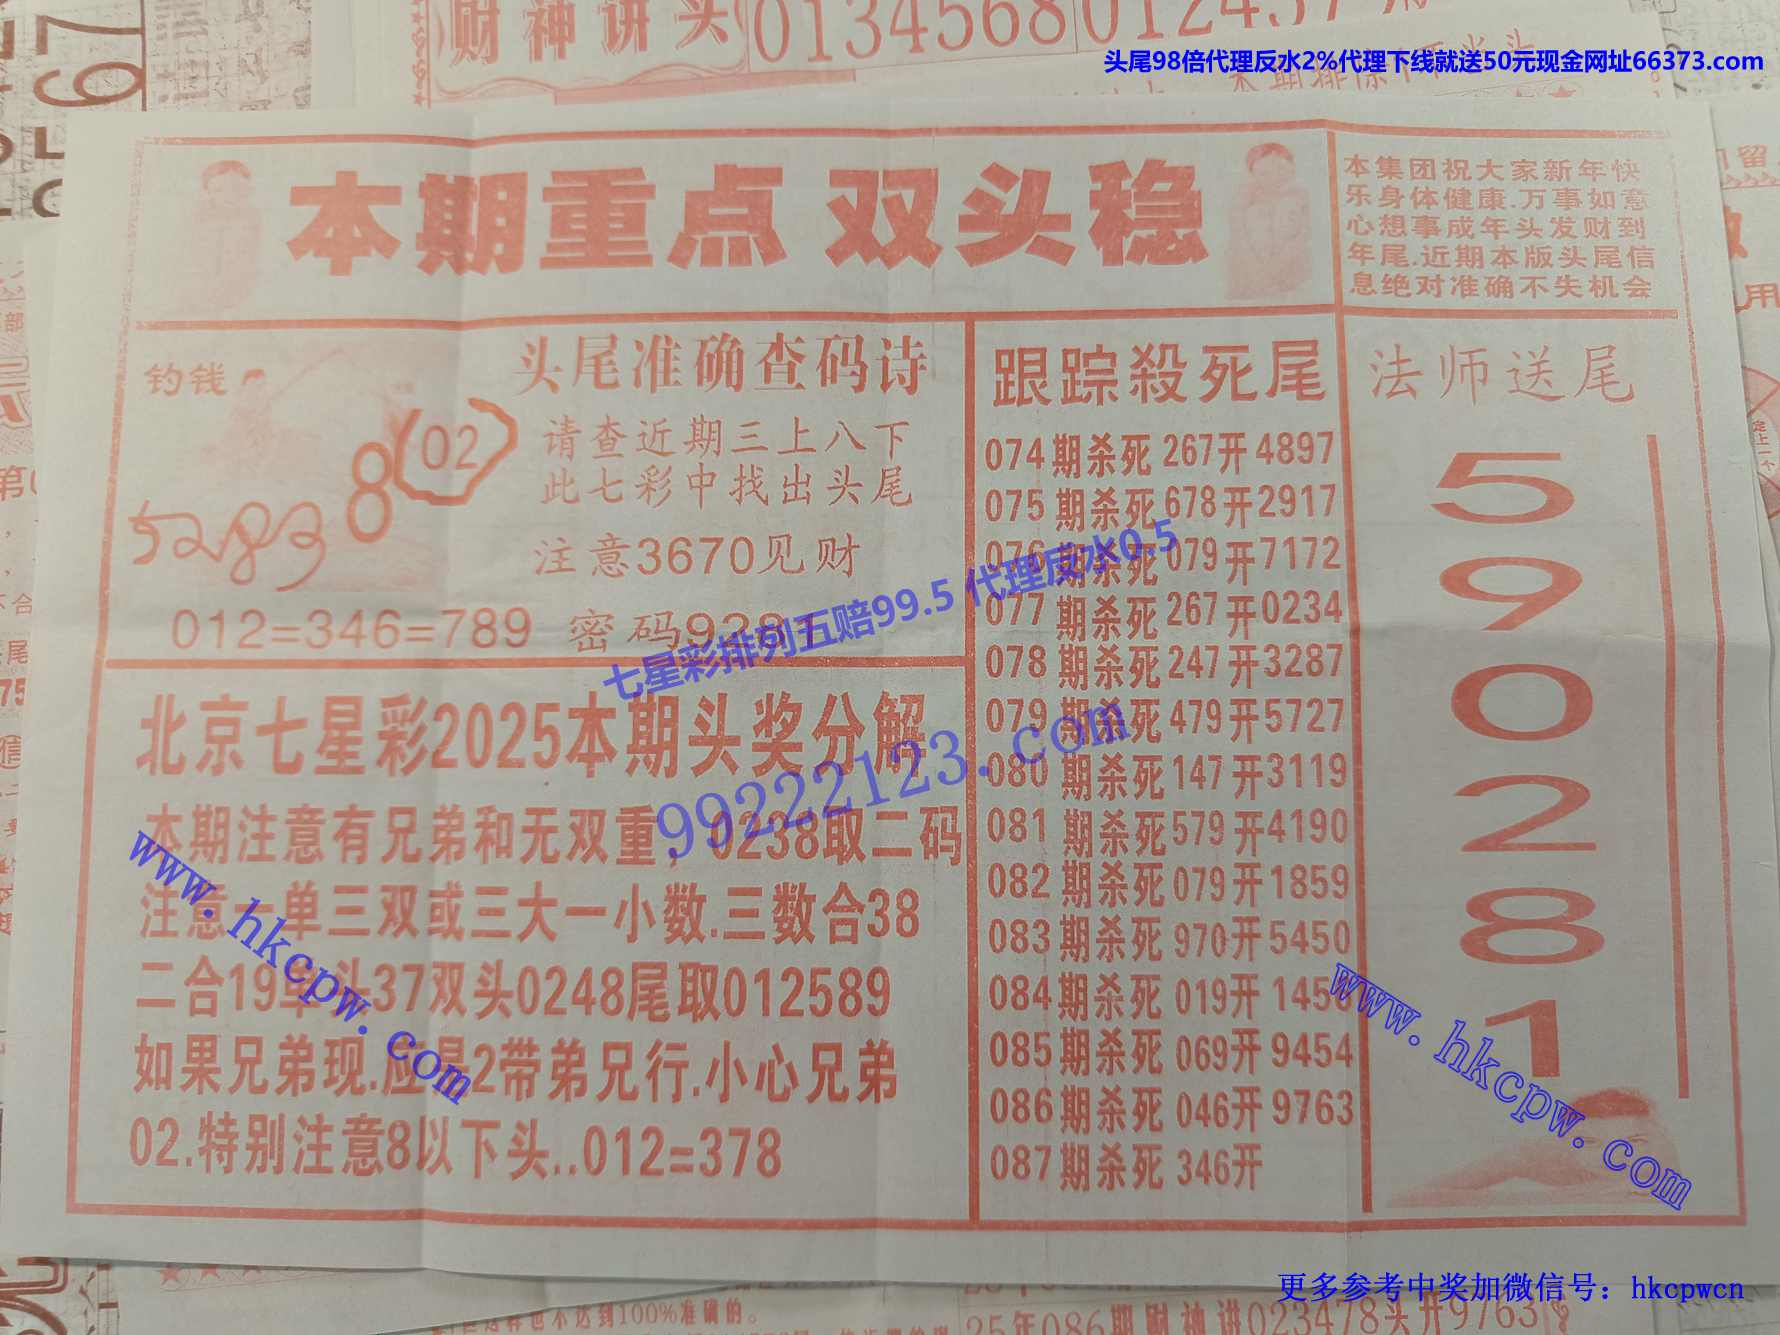 财神讲头 0134568
头尾98倍代理反水2%代理下线就送50元现金网址66373.com
本期重点 双头稳
本集团祝大家新年快
乐身体健康.万事如意
心想事成年头发财到
年尾.近期本版头尾信
息绝对准确不失机会
钓钱
8(02)
5283
头尾准确查码诗
请查近期三上八下
此七彩中找出头尾
注意3670见财
012=346=789 密码928
北京七星彩2025本期头奖分解
本期注意有兄弟和无双重,0238取二码
注意一单三双或三大一小数.三数合38
二合19单头37双头0248尾取012589
如果兄弟现.应是2带弟兄行.小心兄弟
02.特别注意8以下头..012=378
跟踪殺死尾
074期杀死267开4897
075期杀死678开2917
076期杀死079开7172
077期杀死267开0234
078期杀死247开3287
079期杀死479开5727
080期杀死147开3119
081期杀死579开4190
082期杀死079开1859
083期杀死970开5450
084期杀死019开145
085期杀死069开9454
086期杀死046开9763
087期杀死346开
法师送尾
5
9
0
2
8
1
七星彩排列五赔99.5 代理反水0.5
99222123.com
www.hkcpw.com
www.hkcpw.com
更多参考中奖加微信号：hkcpwcn
也不达到100%准确的。
25年086期财神讲023478头开9763